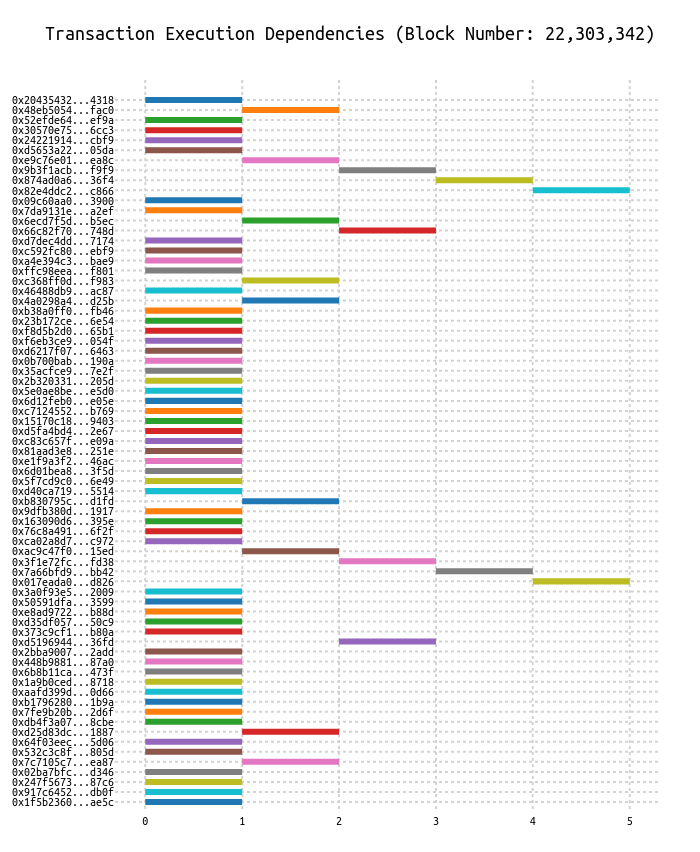 Transaction Execution Dependencies (Block Number: 22,303,342)
0x20435432...4318
0x48eb5054...fac0
0x52efde64...ef9a
0x30570e75...6cc3
0x24221914...cbf9
0xd5653a22...05da
0xe9c76e01...ea8c
0x9b3f1acb...f9f9
0x874ad0a6...36f4
0x82e4ddc2...c866
0x09c60aa0...3900
0x7da9131e...a2ef
0x6ecd7f5d...b5ec
0x66c82f70...748d
0xd7dec4dd...7174
0xc592fc80...ebf9
0xa4e394c3...bae9
0xffc98eea...f801
0xc368ff0d...f983
0x46488db9...ac87
0x4a0298a4...d25b
0xb38a0ff0...fb46
0x23b172ce...6e54
0xf8d5b2d0...65b1
0xf6eb3ce9...054f
0xd6217f07...6463
0x0b700bab...190a
0x35acfce9...7e2f
0x2b320331...205d
0x5e0ae8be...e5d0
0x6d12feb0...e05e
0xc7124552...b769
0x15170c18...9403
0xd5fa4bd4...2e67
0xc83c657f...e09a
0x81aad3e8...251e
0xe1f9a3f2...46ac
0x6d01bea8...3f5d
0x5f7cd9c0...6e49
0xd40ca719...5514
0xb830795c...d1fd
0x9dfb380d...1917
0x163090d6...395e
0x76c8a491...6f2f
0xca02a8d7...c972
0xac9c47f0...15ed
0x3f1e72fc...fd38
0x7a66bfd9...bb42
0x017eada0...d826
0x3a0f93e5...2009
0x50591dfa...3599
0xe8ad9722...b88d
0xd35df057...50c9
0x373c9cf1...b80a
0xd5196944...36fd
0x2bba9007...2add
0x448b9881...87a0
0x6b8b11ca...473f
0x1a9b0ced...8718
0xaafd399d...0d66
0xb1796280...1b9a
0x7fe9b20b...2d6f
0xdb4f3a07...8cbe
0xd25d83dc...1887
0x64f03eec...5d06
0x532c3c8f...805d
0x7c7105c7...ea87
0x02ba7bfc...d346
0x247f5673...87c6
0x917c6452...db0f
0x1f5b2360...ae5c
0 1 2 3 4 5